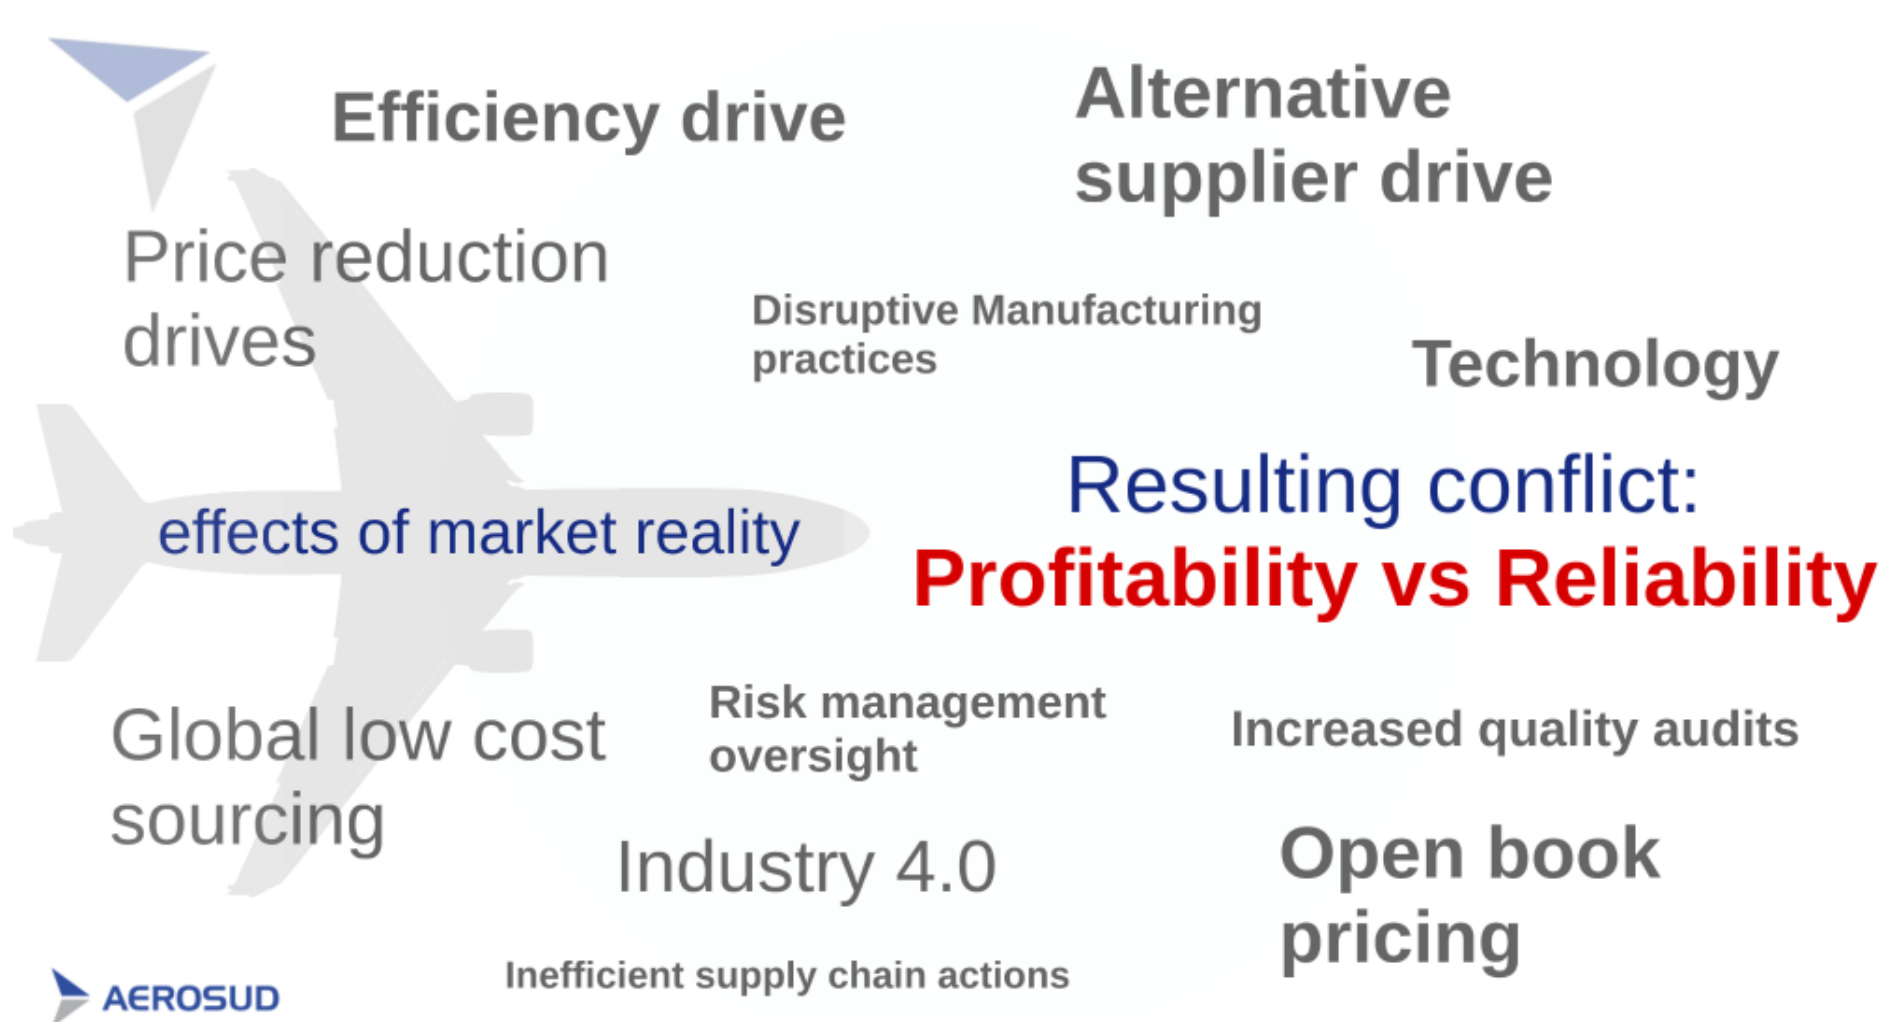 Efficiency drive
Alternative
supplier drive
Price reduction
drives
Disruptive Manufacturing
practices
Technology
effects of market reality
Resulting conflict:
Profitability vs Reliability
Global low cost
sourcing
Risk management
oversight
Increased quality audits
Industry 4.0
Open book
pricing
Inefficient supply chain actions
AEROSUD